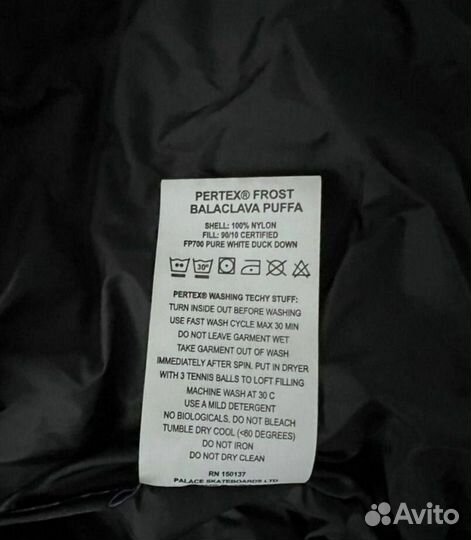 PERTEX® FROST
BALACLAVA PUFFA
SHELL: 100% NYLON
FILL: 90/10 CERTIFIED
FP700 PURE WHITE DUCK DOWN
30°
PERTEX® WASHING TECHY STUFF:
TURN INSIDE OUT BEFORE WASHING
USE FAST WASH CYCLE MAX 30 MIN
DO NOT LEAVE GARMENT WET
TAKE GARMENT OUT OF WASH
IMMEDIATELY AFTER SPIN, PUT IN DRYER
WITH 3 TENNIS BALLS TO LOFT FILLING
MACHINE WASH AT 30 C
USE A MILD DETERGENT
NO BIOLOGICALS, DO NOT BLEACH
TUMBLE DRY COOL (<60 DEGREES)
DO NOT IRON
DO NOT DRY CLEAN
RN 150137
PALACE SKATEBOARDS LTD
Avito